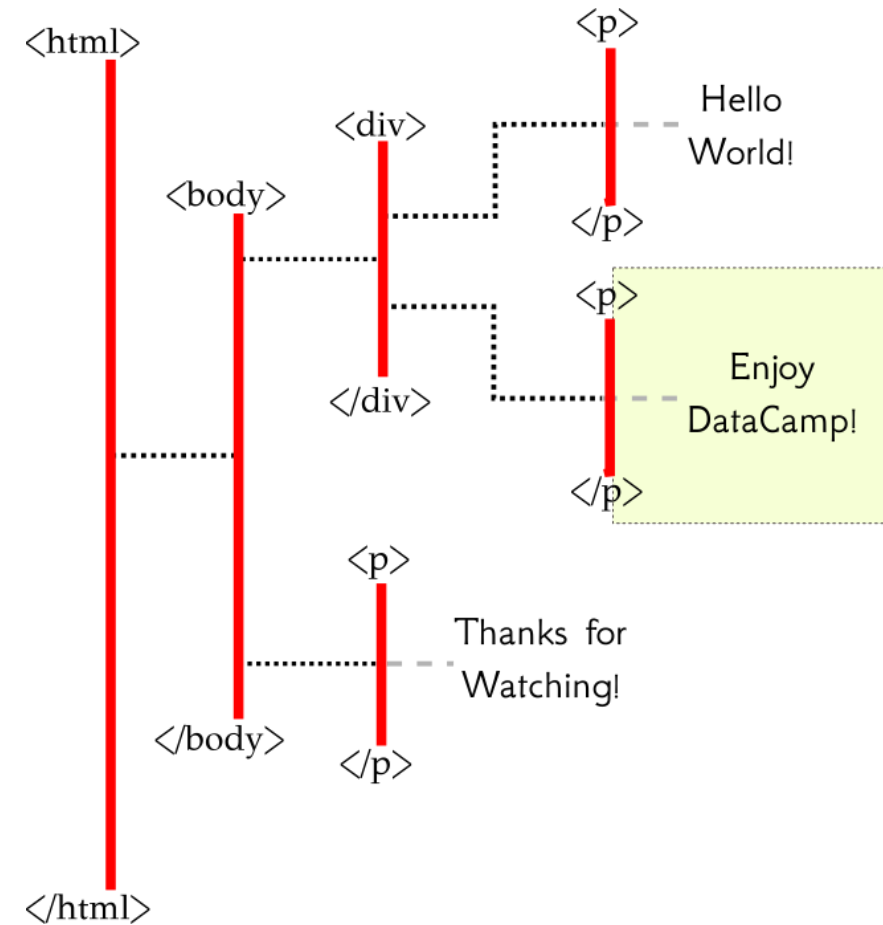 <html>
<body>
<div>
<p>
Hello
World!
</p>
<p>
Enjoy
DataCamp!
</p>
</div>
<p>
Thanks for
Watching!
</p>
</body>
</html>